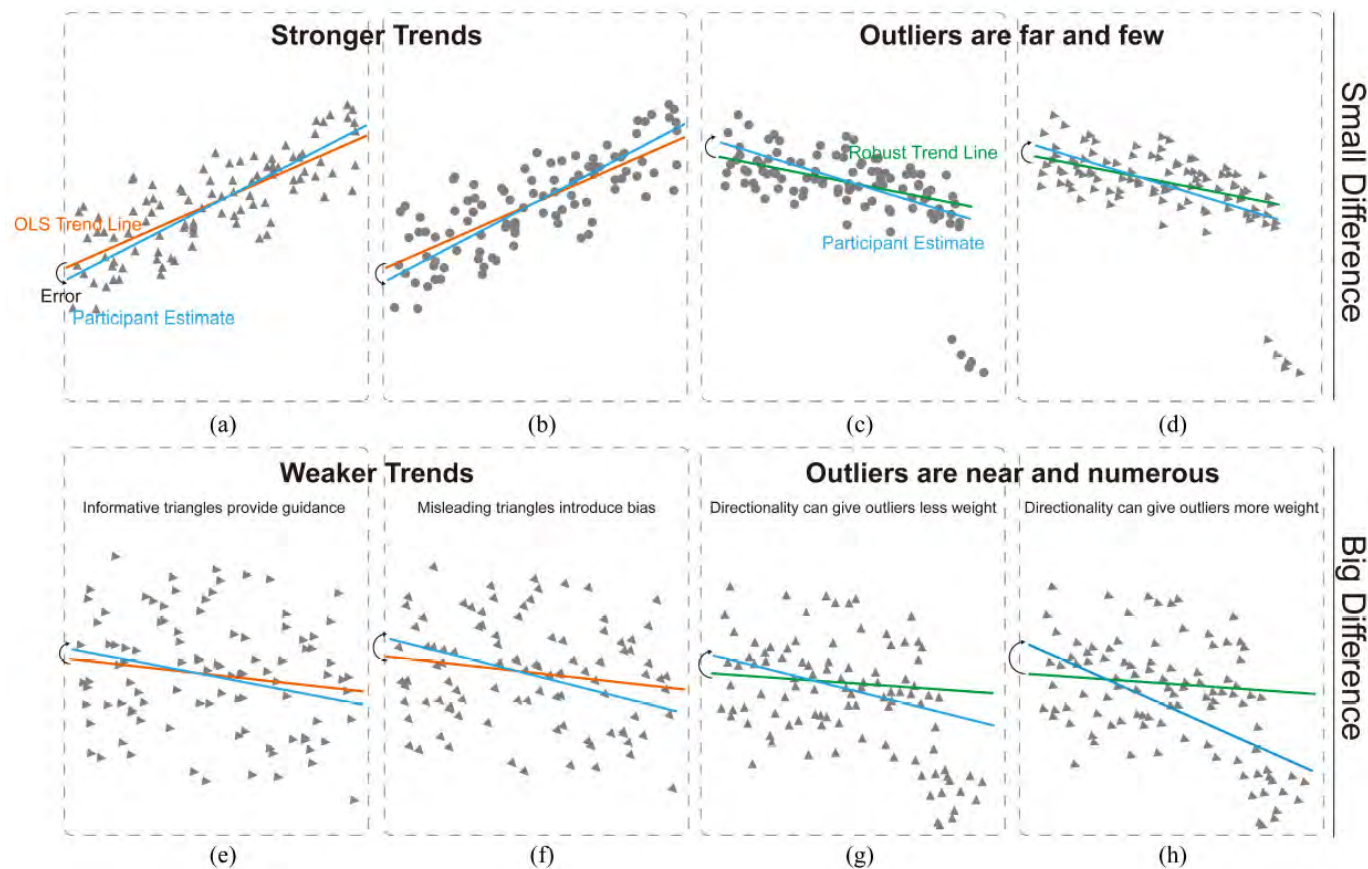 Stronger Trends
Outliers are far and few
Small Difference
OLS Trend Line
Error
Participant Estimate
Robust Trend Line
Participant Estimate
(a)
(b)
(c)
(d)
Weaker Trends
Outliers are near and numerous
Big Difference
Informative triangles provide guidance
Misleading triangles introduce bias
Directionality can give outliers less weight
Directionality can give outliers more weight
(e)
(f)
(g)
(h)